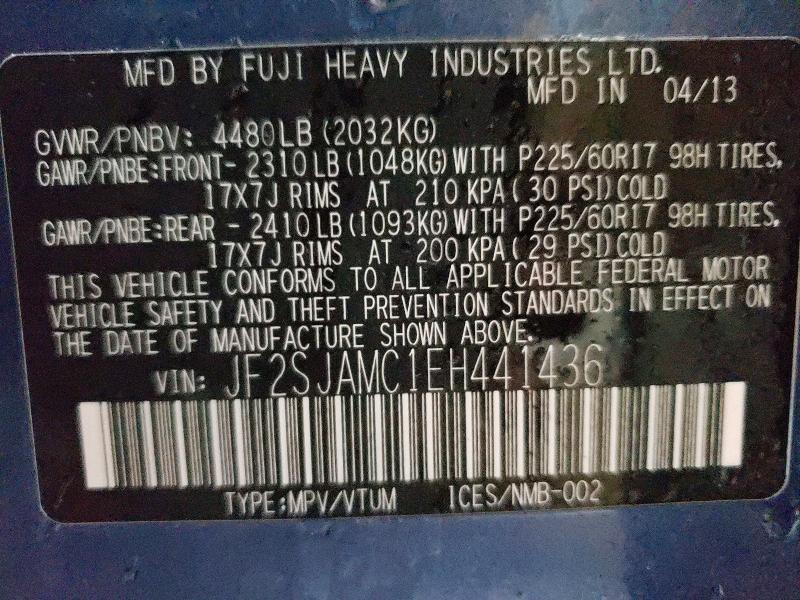 MFD BY FUJI HEAVY INDUSTRIES LTD.
MFD IN 04/13
GVWR/PNBV: 4480LB (2032KG)
GAWR/PNBE:FRONT- 2310LB(1048KG)WITH P225/60R17 98H TIRES.
17X7J RIMS AT 210 KPA(30 PSI)COLD
GAWR/PNBE:REAR - 2410LB(1093KG)WITH P225/60R17 98H TIRES.
17X7J RIMS AT 200 KPA(29 PSI)COLD
THIS VEHICLE CONFORMS TO ALL APPLICABLE FEDERAL MOTOR
VEHICLE SAFETY AND THEFT PREVENTION STANDARDS IN EFFECT ON
THE DATE OF MANUFACTURE SHOWN ABOVE.
VIN: JF2SJAMC1EH441436
TYPE:MPV/VTUM ICES/NMB-002